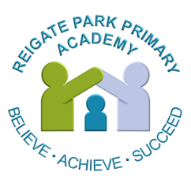 REIGATE PARK PRIMARY
ACADEMY
BELIEVE • ACHIEVE • SUCCEED